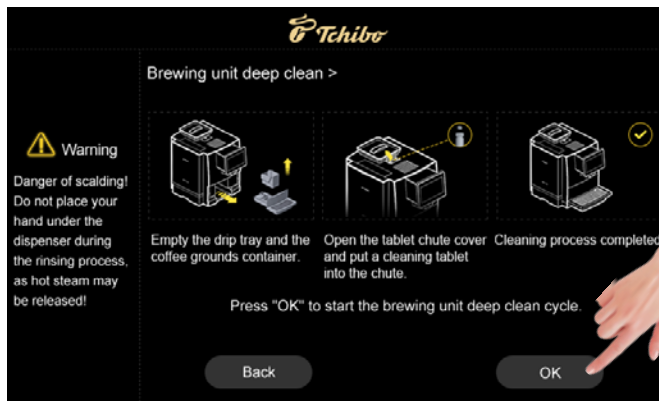 Tchibo
Brewing unit deep clean >
Warning
Danger of scalding!
Do not place your
hand under the
dispenser during
the rinsing process,
as hot steam may
be released!
Empty the drip tray and the
coffee grounds container.
Open the tablet chute cover
and put a cleaning tablet
into the chute.
Cleaning process completed
Press "OK" to start the brewing unit deep clean cycle.
Back
OK